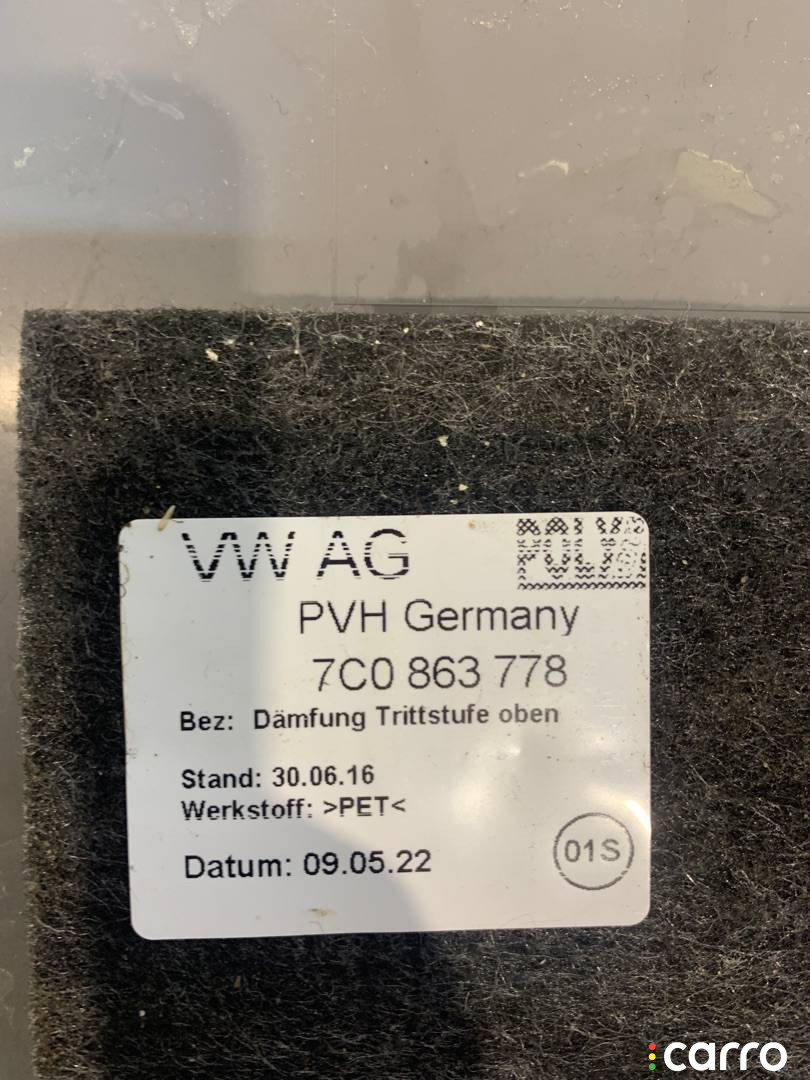 VW AG
POLY
PVH Germany
7C0 863 778
Bez: Dämfung Trittstufe oben
Stand: 30.06.16
Werkstoff: >PET<
Datum: 09.05.22
01S
carro